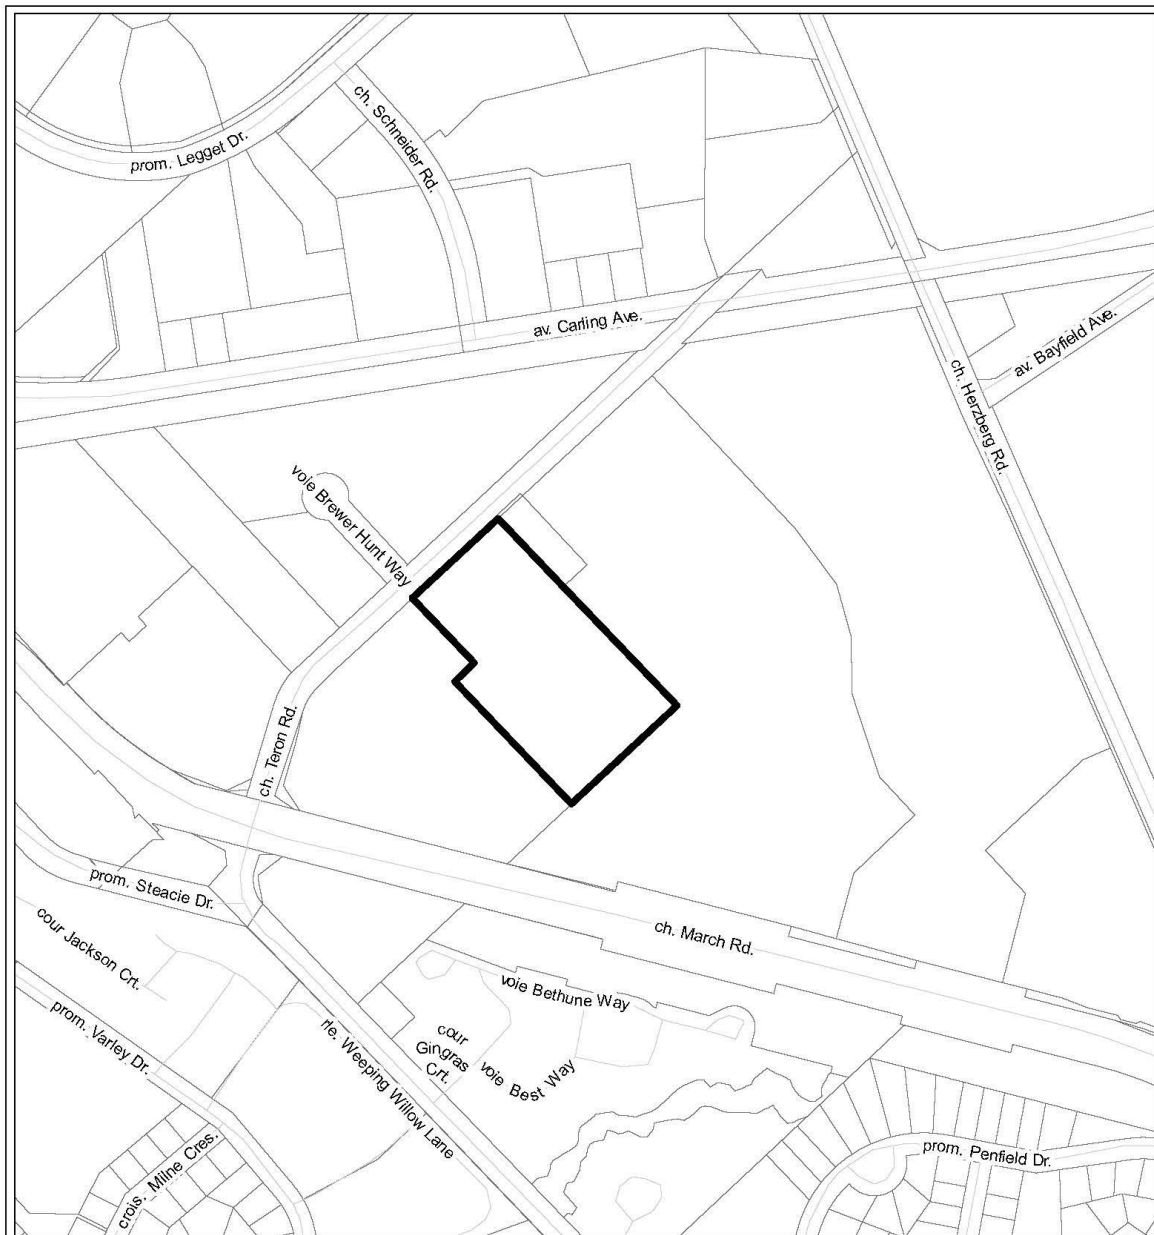 ch. Schneider Rd.
prom. Legget Dr.
av. Carling Ave.
av. Bayfield Ave.
ch. Herzberg Rd.
voie Brewer Hunt Way
ch. Teron Rd.
prom. Steacie Dr.
cour Jackson Crt.
ch. March Rd.
voie Bethune Way
prom. Varley Dr.
rle. Weeping Willow Lane
cour
Gingras
Crt.
voie Best Way
crois. Milne Cres.
prom. Penfield Dr.